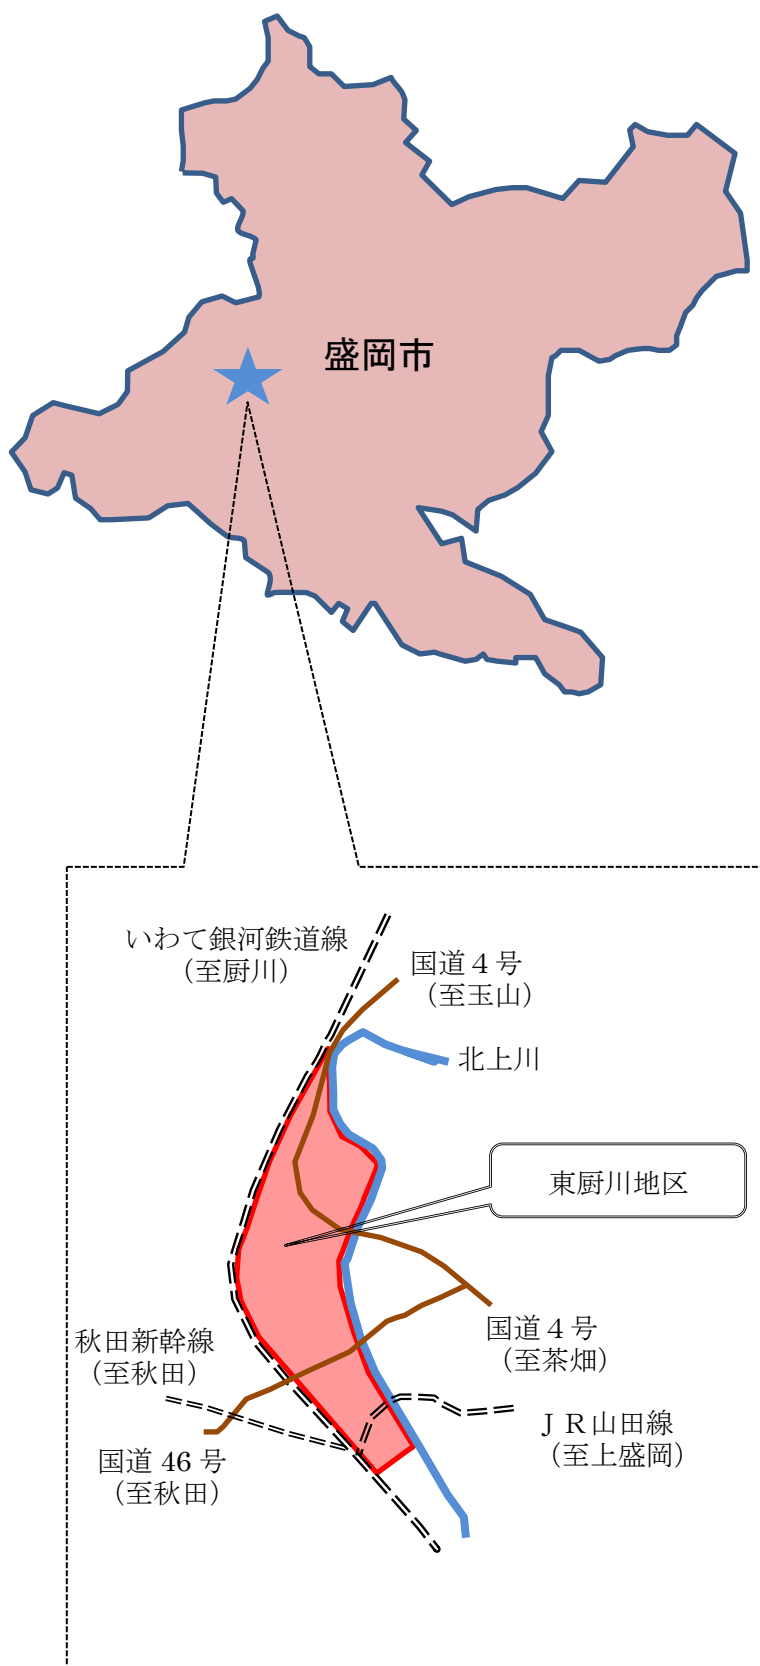 盛岡市
いわて銀河鉄道線
（至厨川）
国道４号
（至玉山）
北上川
東厨川地区
国道４号
（至茶畑）
秋田新幹線
（至秋田）
ＪＲ山田線
（至上盛岡）
国道 46 号
（至秋田）